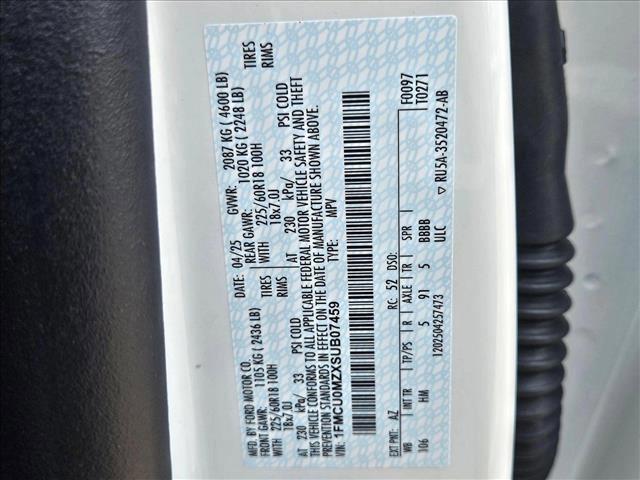 MFD. BY FORD MOTOR CO.
DATE: 04/25 GVWR: 2087 KG ( 4600 LB)
FRONT GAWR: 1105 KG ( 2436 LB) REAR GAWR: 1020 KG ( 2248 LB)
WITH 225/60R18 100H TIRES WITH 225/60R18 100H TIRES
18x7.0J RIMS 18x7.0J RIMS
AT 230 kPa/ 33 PSI COLD AT 230 kPa/ 33 PSI COLD
THIS VEHICLE CONFORMS TO ALL APPLICABLE FEDERAL MOTOR VEHICLE SAFETY AND THEFT
PREVENTION STANDARDS IN EFFECT ON THE DATE OF MANUFACTURE SHOWN ABOVE.
VIN: 1FMCU0MZXSUB07459 TYPE: MPV
F0097
T0271
EXT PNT: AZ RC: 52 DSO:
WB INT TR TP/PS R AXLE TR SPR
106 HM 5 91 5 BBBB
1202504257473 ULC
RU5A-3520472-AB